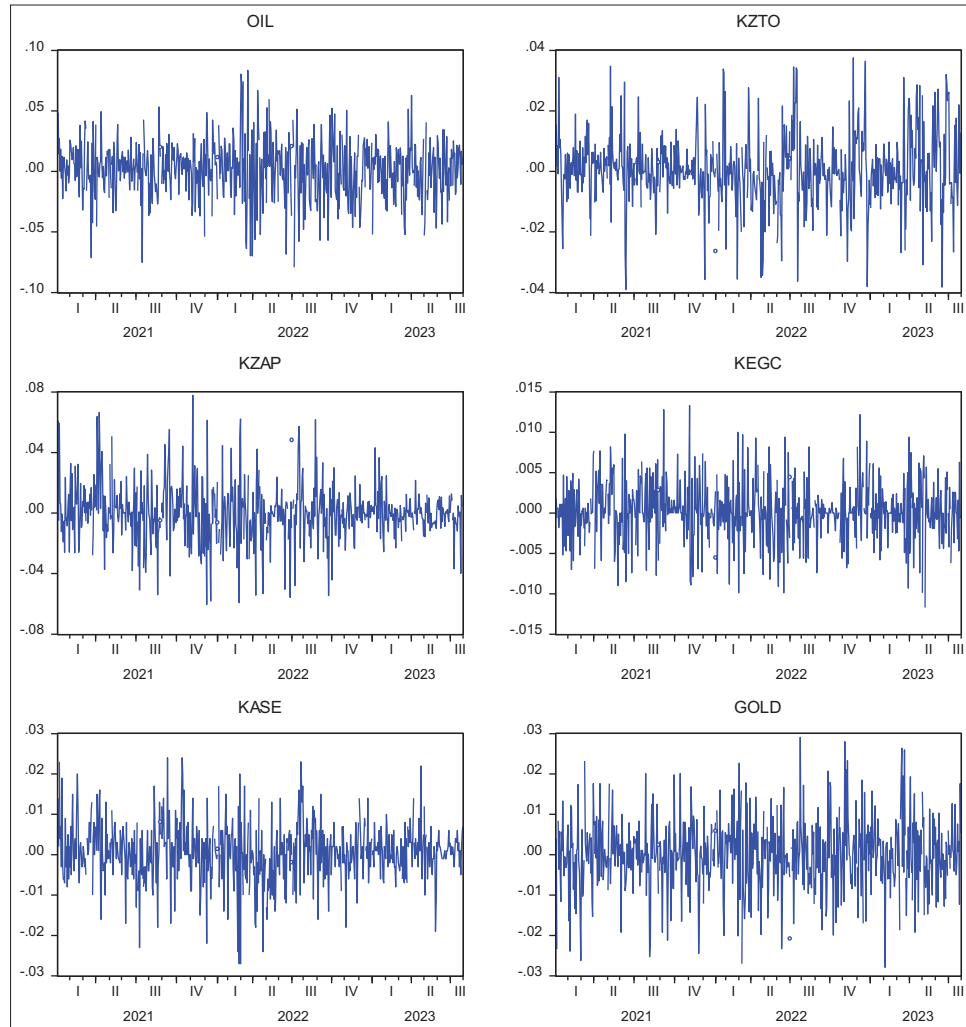 OIL
KZTO
.10
.05
.00
-.05
-.10
.04
.02
.00
-.02
-.04
I II III IV I II III IV I II III
2021 2022 2023
I II III IV I II III IV I II III
2021 2022 2023
KZAP
KEGC
.08
.04
.00
-.04
-.08
.015
.010
.005
.000
-.005
-.010
-.015
I II III IV I II III IV I II III
2021 2022 2023
I II III IV I II III IV I II III
2021 2022 2023
KASE
GOLD
.03
.02
.01
.00
-.01
-.02
-.03
.03
.02
.01
.00
-.01
-.02
-.03
I II III IV I II III IV I II III
2021 2022 2023
I II III IV I II III IV I II III
2021 2022 2023